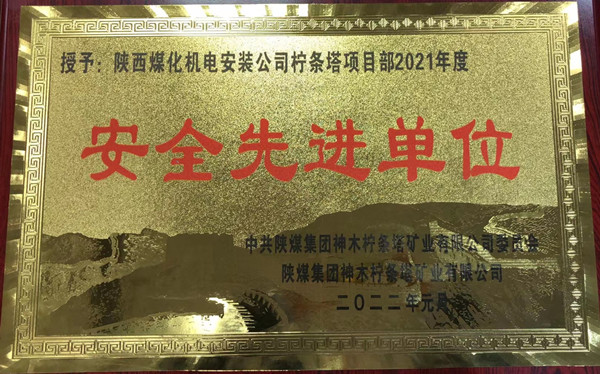 授予：陕西煤化机电安装公司柠条塔项目部2021年度
安全先进单位
中共陕煤集团神木柠条塔矿业有限公司委员会
陕煤集团神木柠条塔矿业有限公司
二〇二二年元月